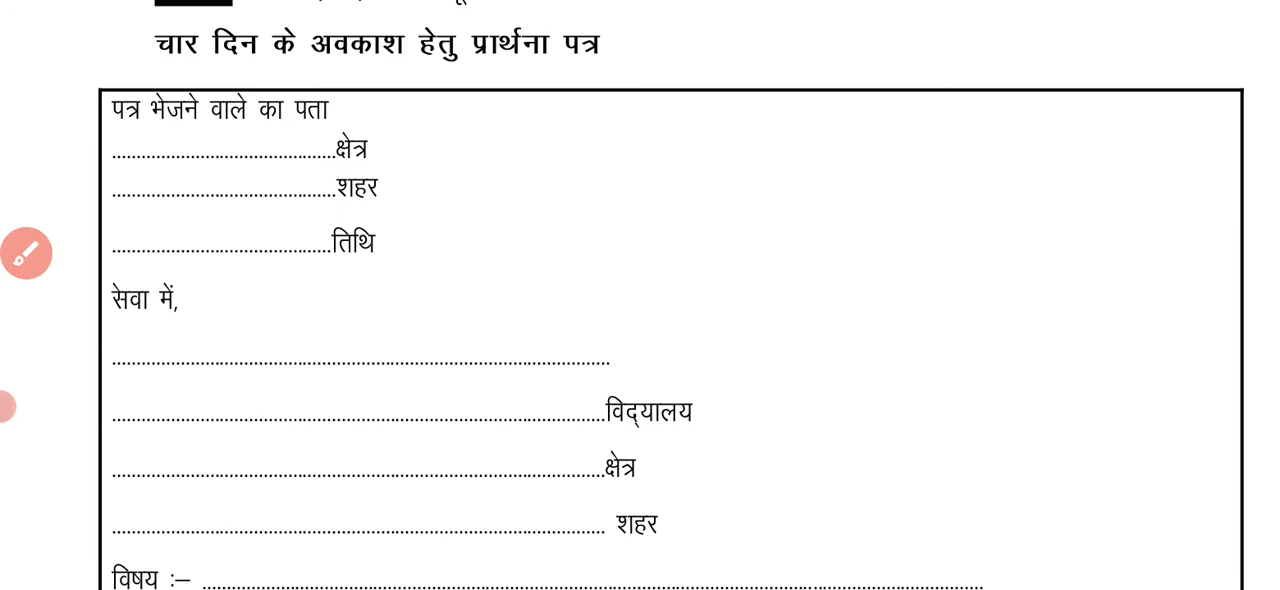 चार दिन के अवकाश हेतु प्रार्थना पत्र
पत्र भेजने वाले का पता
..............................................क्षेत्र
..............................................शहर
.............................................तिथि
सेवा में,
......................................................................................................
.....................................................................................................विद्‌यालय
.....................................................................................................क्षेत्र
..................................................................................................... शहर
विषय :– ................................................................................................................................................................